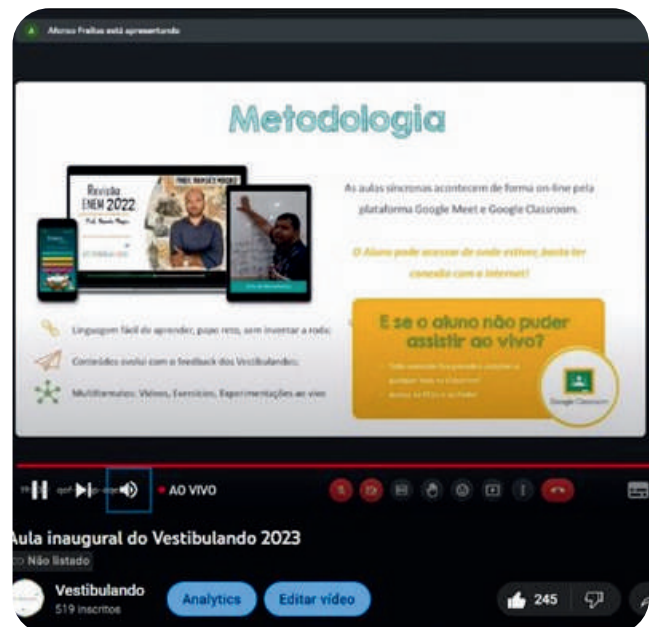 A Afonso Freitas está apresentando
Metodologia
Revisão
ENEM 2022
As aulas síncronas acontecem de forma on-line pela
plataforma Google Meet e Google Classroom.
O Aluno pode acessar de onde estiver, basta ter
conexão com a internet!
E se o aluno não puder
assistir ao vivo?
Google Classroom
Linguagem fácil de aprender, papo reto, sem inventar a roda;
Conteúdos evolui com o feedback dos Vestibulandos;
Multiformatos: Vídeos, Exercícios, Experimentações ao vivo
AO VIVO
Aula inaugural do Vestibulando 2023
Não listado
Vestibulando
519 inscritos
Analytics
Editar vídeo
245